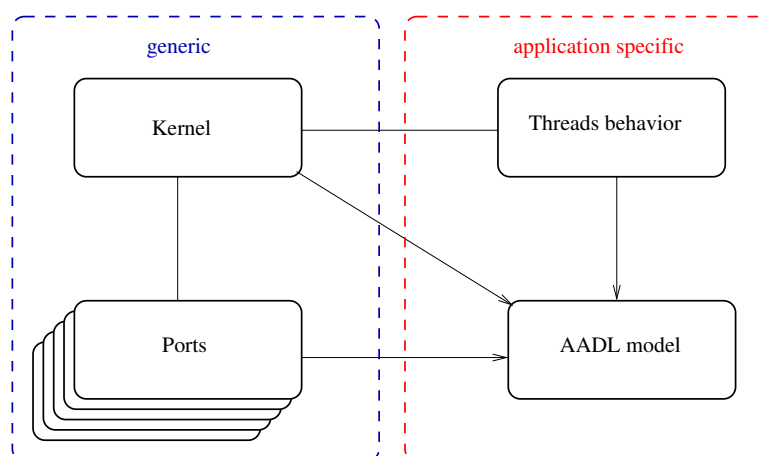 generic
application specific
Kernel
Threads behavior
Ports
AADL model